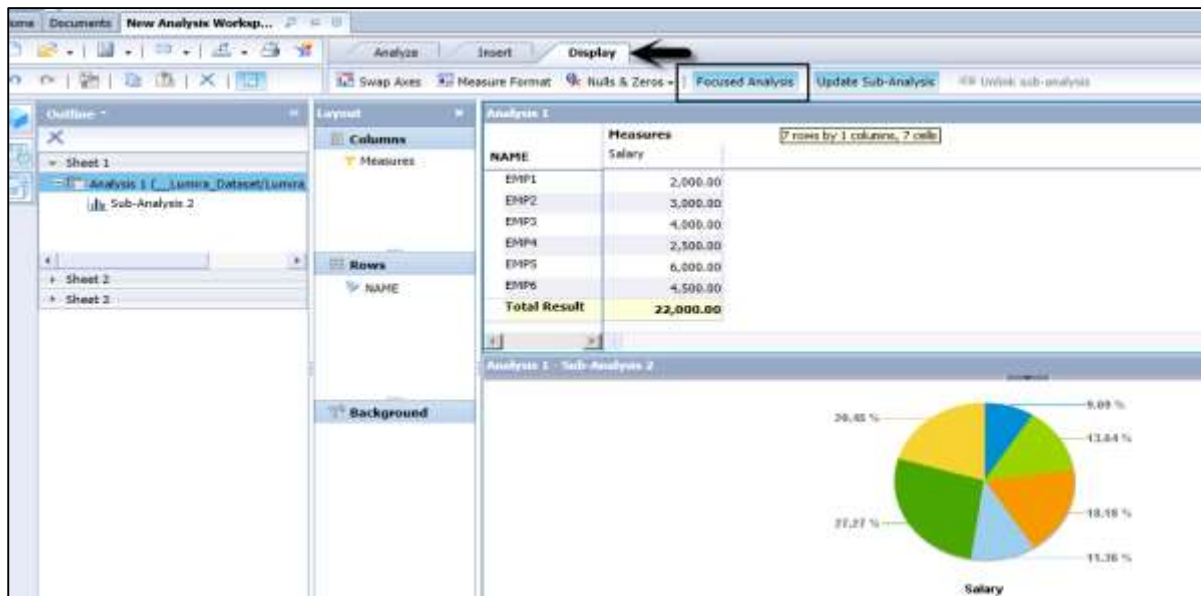 Documents New Analysis Worksp...
Analyze Insert Display
Swap Axes Measure Format Nulls & Zeros Focused Analysis Update Sub-Analysis Unlink sub-analysis
Outline
Sheet 1
Analysis 1 (__Lumira_Dataset/Lumira_
Sub-Analysis 2
Sheet 2
Sheet 3
Layout
Columns
Measures
Rows
NAME
Background
Analysis 1
Measures
7 rows by 1 columns, 7 cells
NAME Salary
EMP1 2,000.00
EMP2 3,000.00
EMP3 4,000.00
EMP4 2,500.00
EMP5 6,000.00
EMP6 4,500.00
Total Result 22,000.00
Analysis 1 - Sub-Analysis 2
20.45 %
9.09 %
13.64 %
27.27 %
18.18 %
11.36 %
Salary